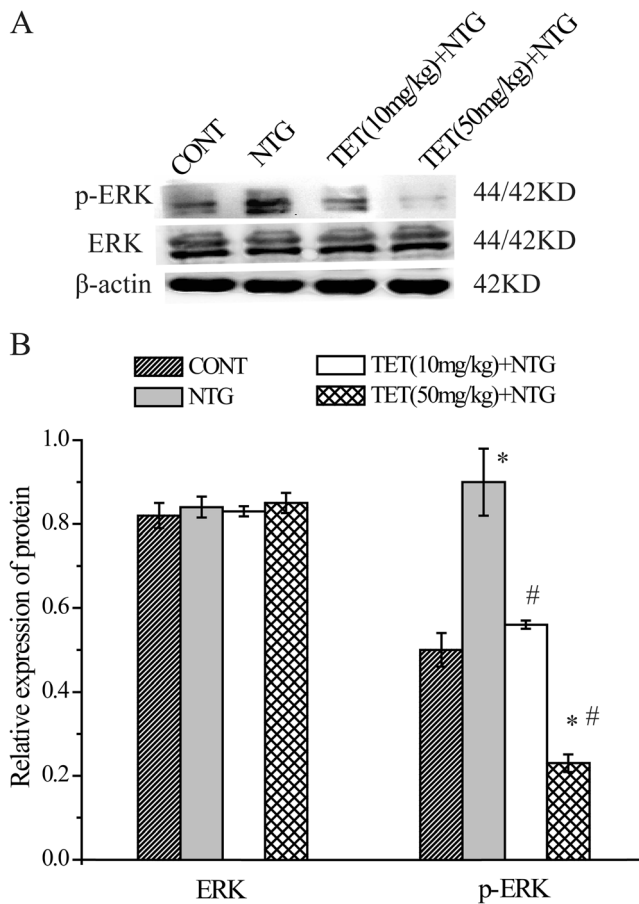 A
CONT NTG TET(10mg/kg)+NTG TET(50mg/kg)+NTG
p-ERK 44/42KD
ERK 44/42KD
β-actin 42KD
B
CONT TET(10mg/kg)+NTG
NTG TET(50mg/kg)+NTG
Relative expression of protein
1.0
0.8
0.6
0.4
0.2
0.0
*
#
* #
ERK p-ERK